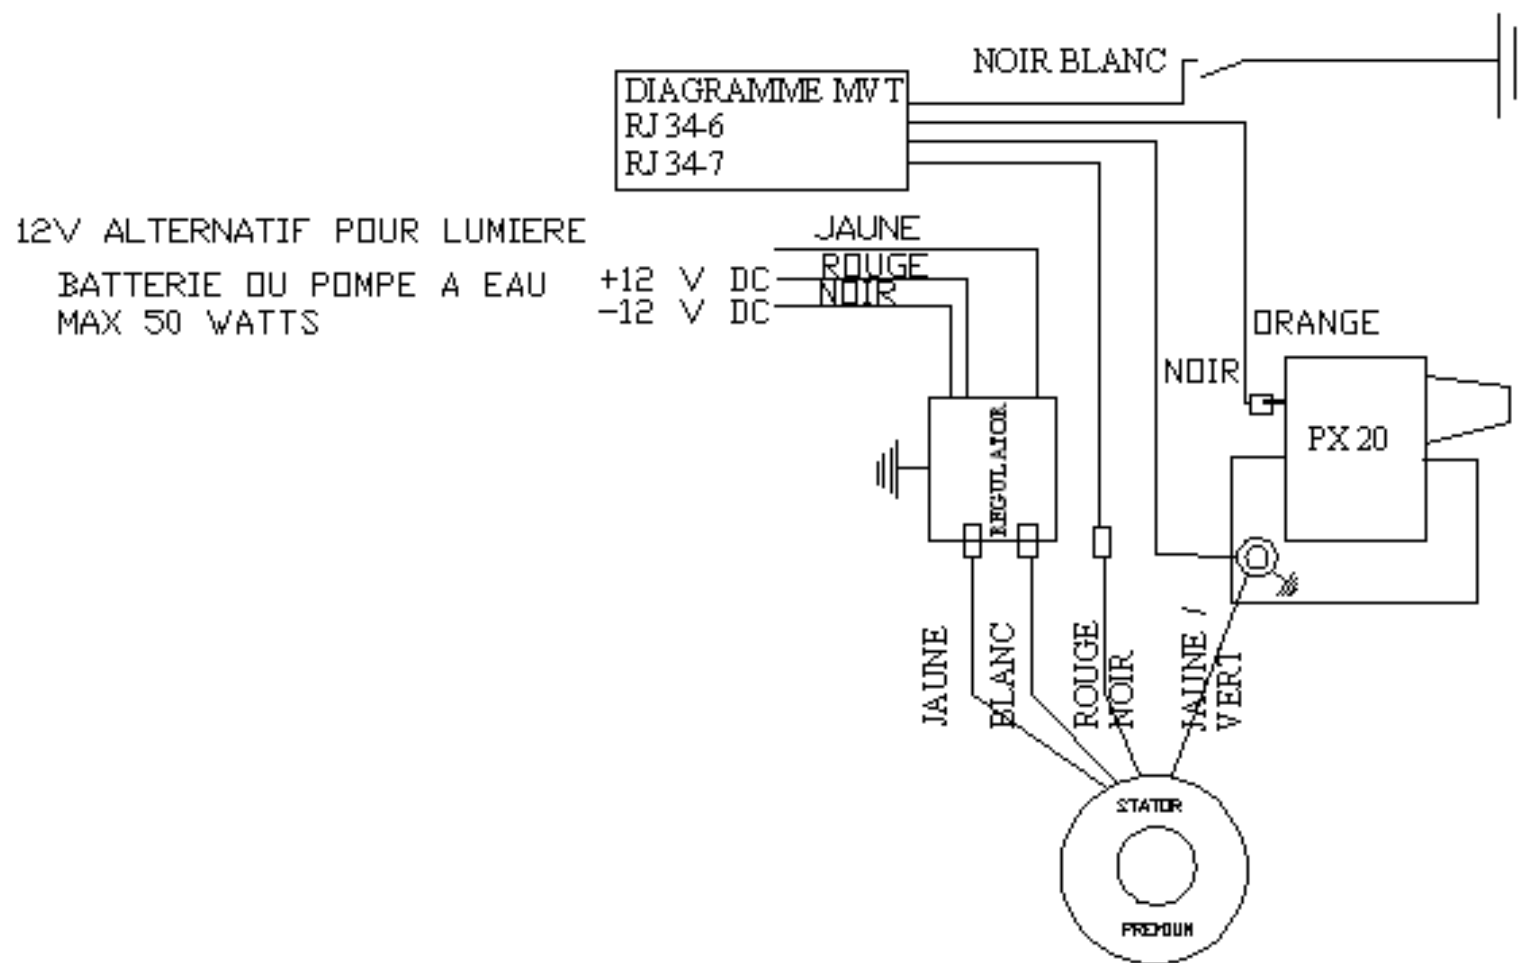 NOIR BLANC
DIAGRAMME MVT
RJ 34-6
RJ 34-7
12V ALTERNATIF POUR LUMIERE
JAUNE
BATTERIE OU POMPE A EAU +12 V DC
ROUGE
MAX 50 WATTS -12 V DC
NOIR
ORANGE
NOIR
PX 20
REGULATOR
JAUNE
BLANC
ROUGE
NOIR
JAUNE /
VERT
STATOR
PREMIUM